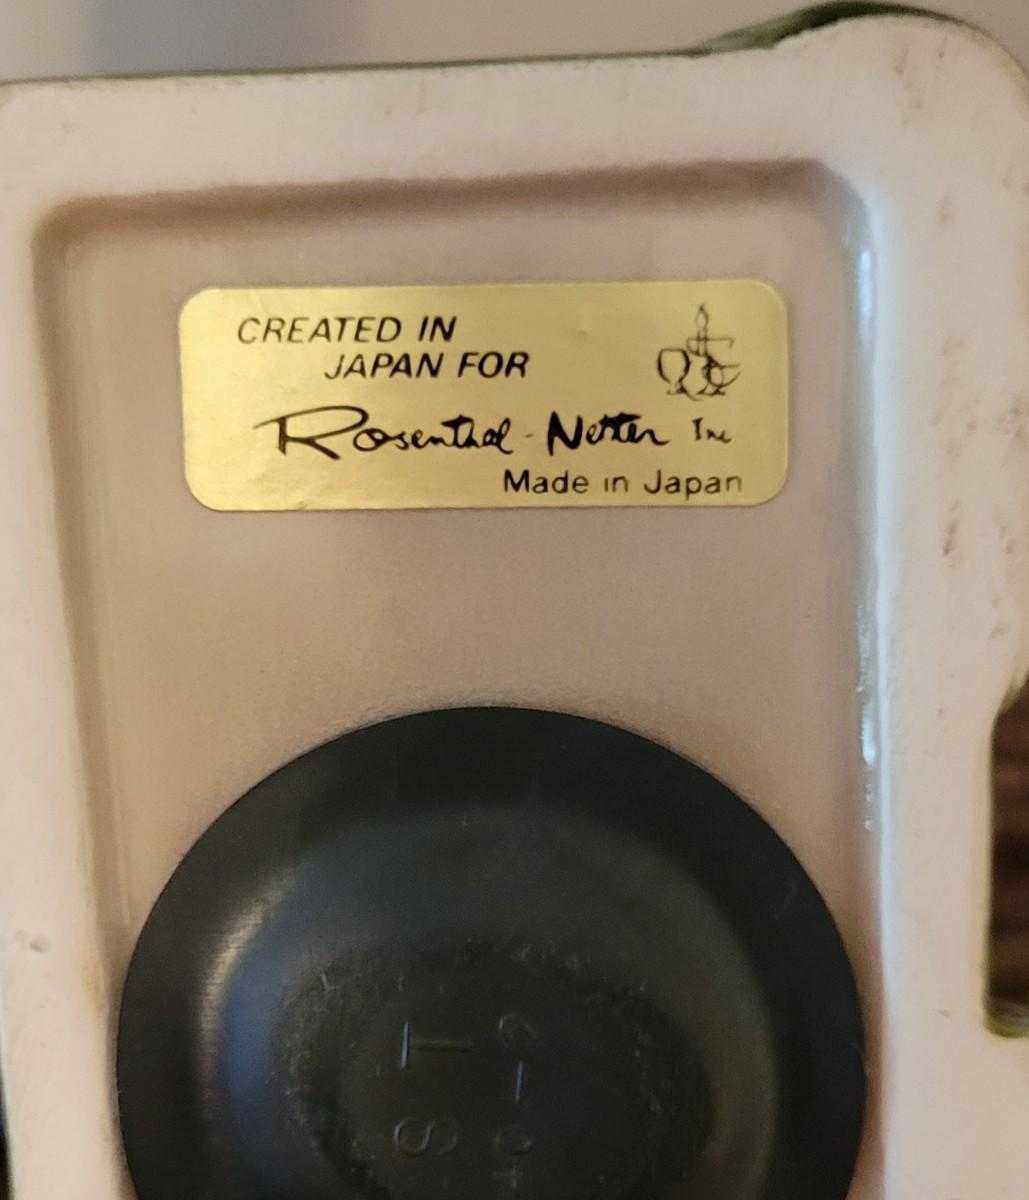 CREATED IN
JAPAN FOR
Rosenthal - Netter Inc
Made in Japan
S T